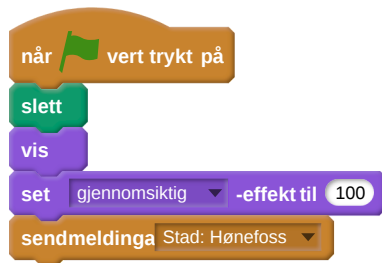 når vert trykt på
slett
vis
set gjennomsiktig -effekt til 100
sendmeldinga Stad: Hønefoss